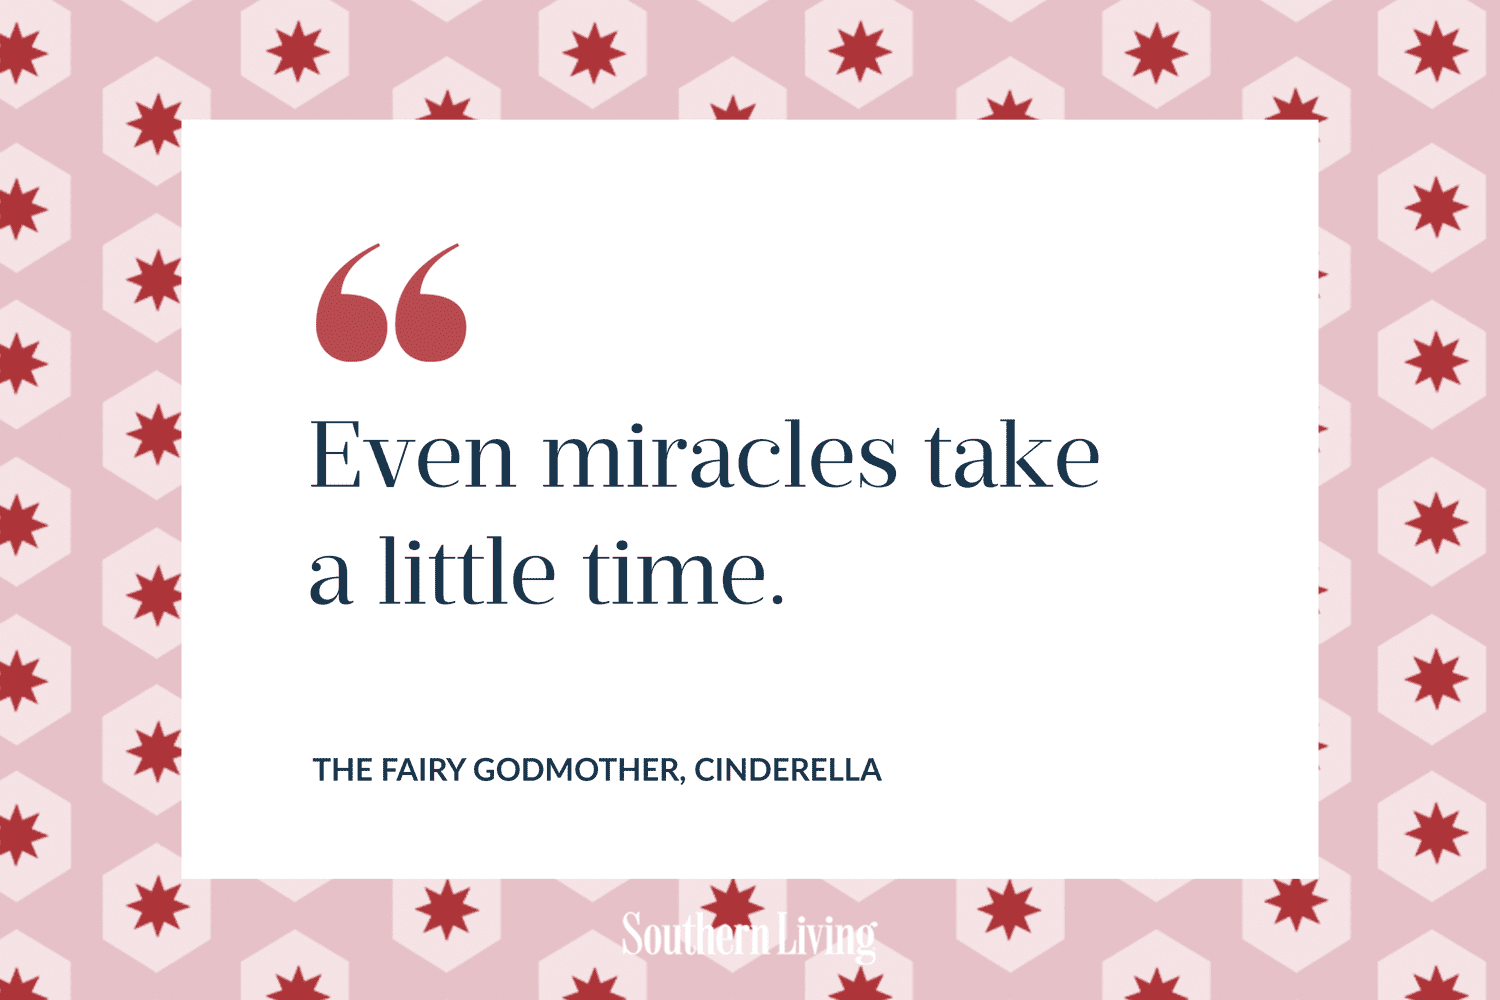 “
Even miracles take
a little time.
THE FAIRY GODMOTHER, CINDERELLA
Southern Living